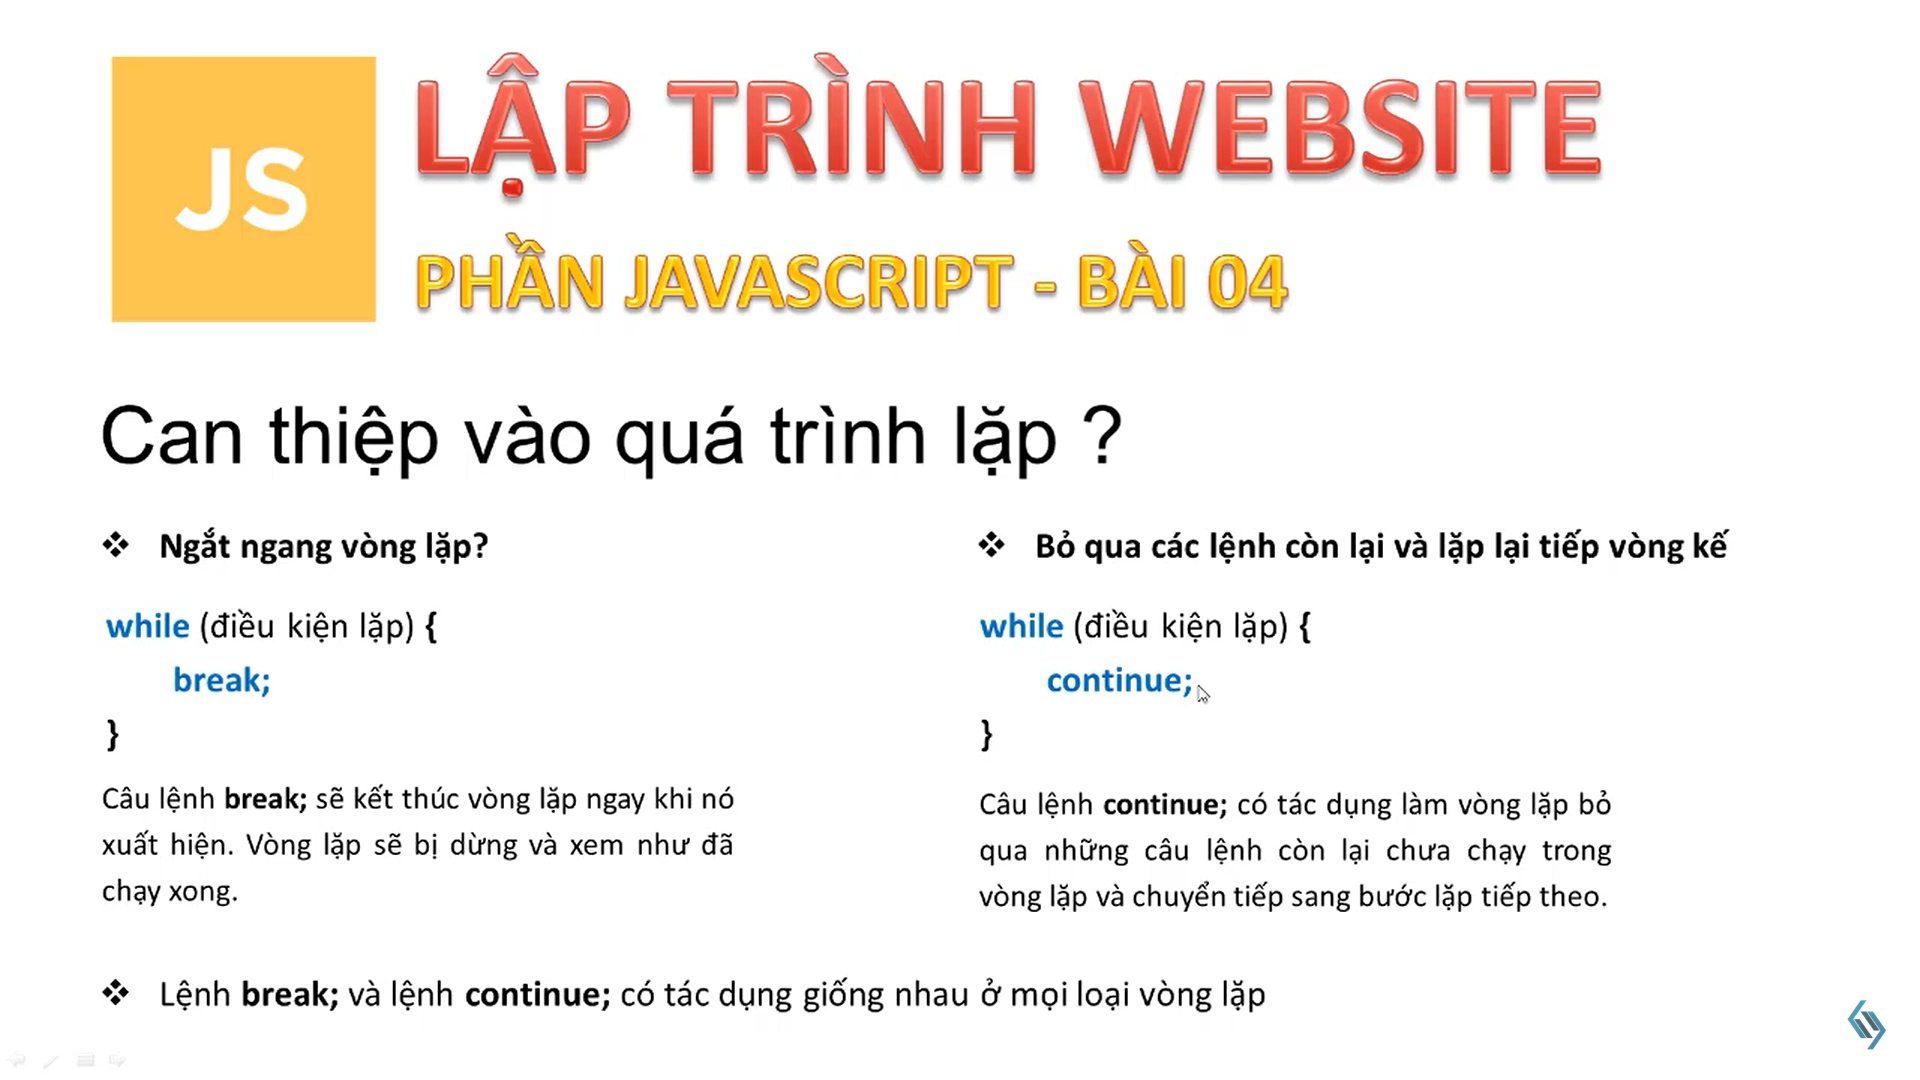 JS
LẬP TRÌNH WEBSITE
PHẦN JAVASCRIPT - BÀI 04
Can thiệp vào quá trình lặp ?
❖ Ngắt ngang vòng lặp?
while (điều kiện lặp) {
break;
}
Câu lệnh break; sẽ kết thúc vòng lặp ngay khi nó
xuất hiện. Vòng lặp sẽ bị dừng và xem như đã
chạy xong.
❖ Bỏ qua các lệnh còn lại và lặp lại tiếp vòng kế
while (điều kiện lặp) {
continue;
}
Câu lệnh continue; có tác dụng làm vòng lặp bỏ
qua những câu lệnh còn lại chưa chạy trong
vòng lặp và chuyển tiếp sang bước lặp tiếp theo.
❖ Lệnh break; và lệnh continue; có tác dụng giống nhau ở mọi loại vòng lặp